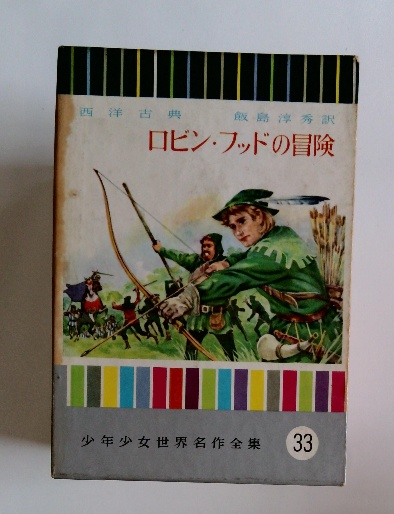 西洋古典 飯島淳秀訳
ロビン・フッドの冒険
少年少女世界名作全集 33